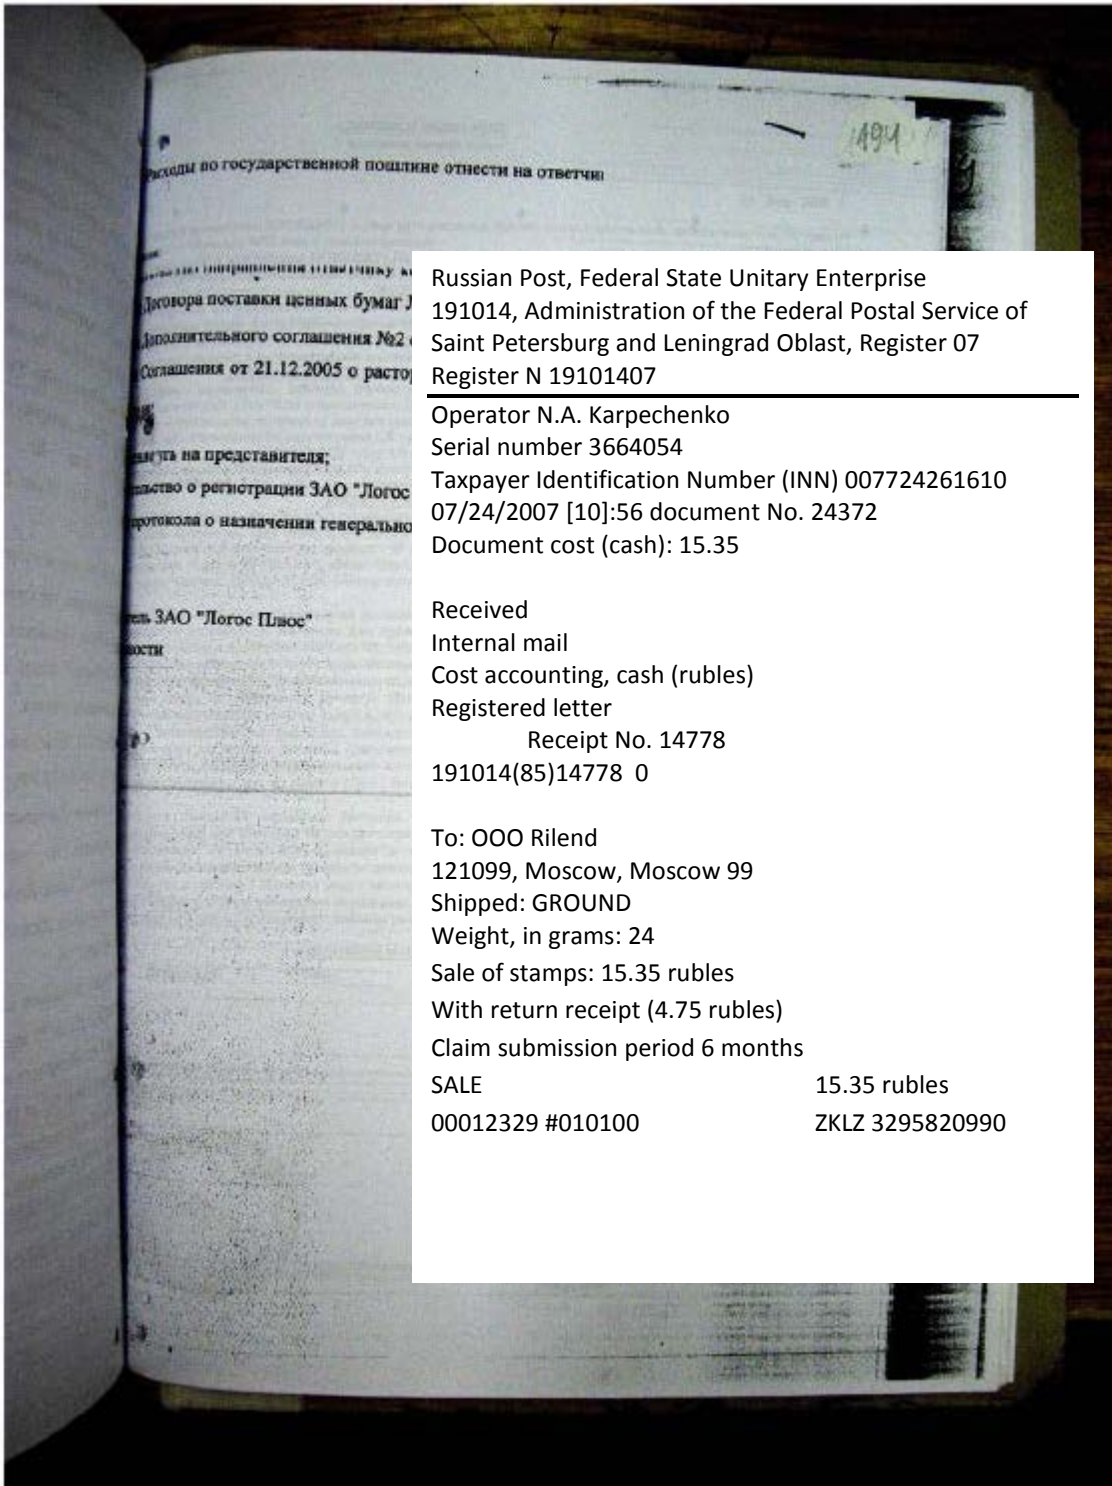 194
Расходы по государственной пошлине отнести на ответчи
направления ответчику
Договора поставки ценных бумаг
Дополнительного соглашения №2
Соглашения от 21.12.2005 о растор
на представителя;
о регистрации ЗАО "Логос
протокола о назначении генерально
ЗАО "Логос Плюс"
Russian Post, Federal State Unitary Enterprise
191014, Administration of the Federal Postal Service of
Saint Petersburg and Leningrad Oblast, Register 07
Register N 19101407
Operator N.A. Karpechenko
Serial number 3664054
Taxpayer Identification Number (INN) 007724261610
07/24/2007 [10]:56 document No. 24372
Document cost (cash): 15.35
Received
Internal mail
Cost accounting, cash (rubles)
Registered letter
Receipt No. 14778
191014(85)14778 0
To: OOO Rilend
121099, Moscow, Moscow 99
Shipped: GROUND
Weight, in grams: 24
Sale of stamps: 15.35 rubles
With return receipt (4.75 rubles)
Claim submission period 6 months
SALE 15.35 rubles
00012329 #010100 ZKLZ 3295820990